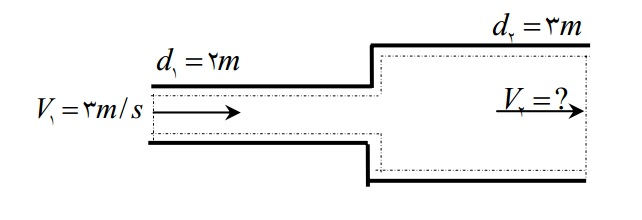 d₂ = ۳m
d₁ = ۲m
V₁ = ۳m/s
V₂ = ?